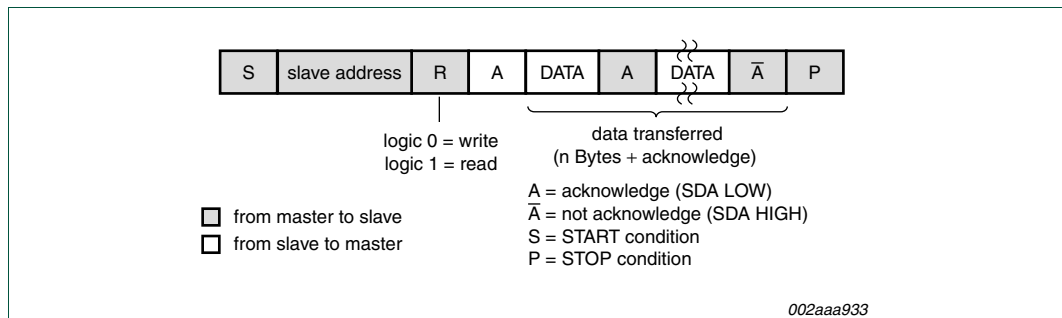 S slave address R A DATA A DATA A̅ P
logic 0 = write
logic 1 = read
data transferred
(n Bytes + acknowledge)
A = acknowledge (SDA LOW)
A̅ = not acknowledge (SDA HIGH)
S = START condition
P = STOP condition
from master to slave
from slave to master
002aaa933